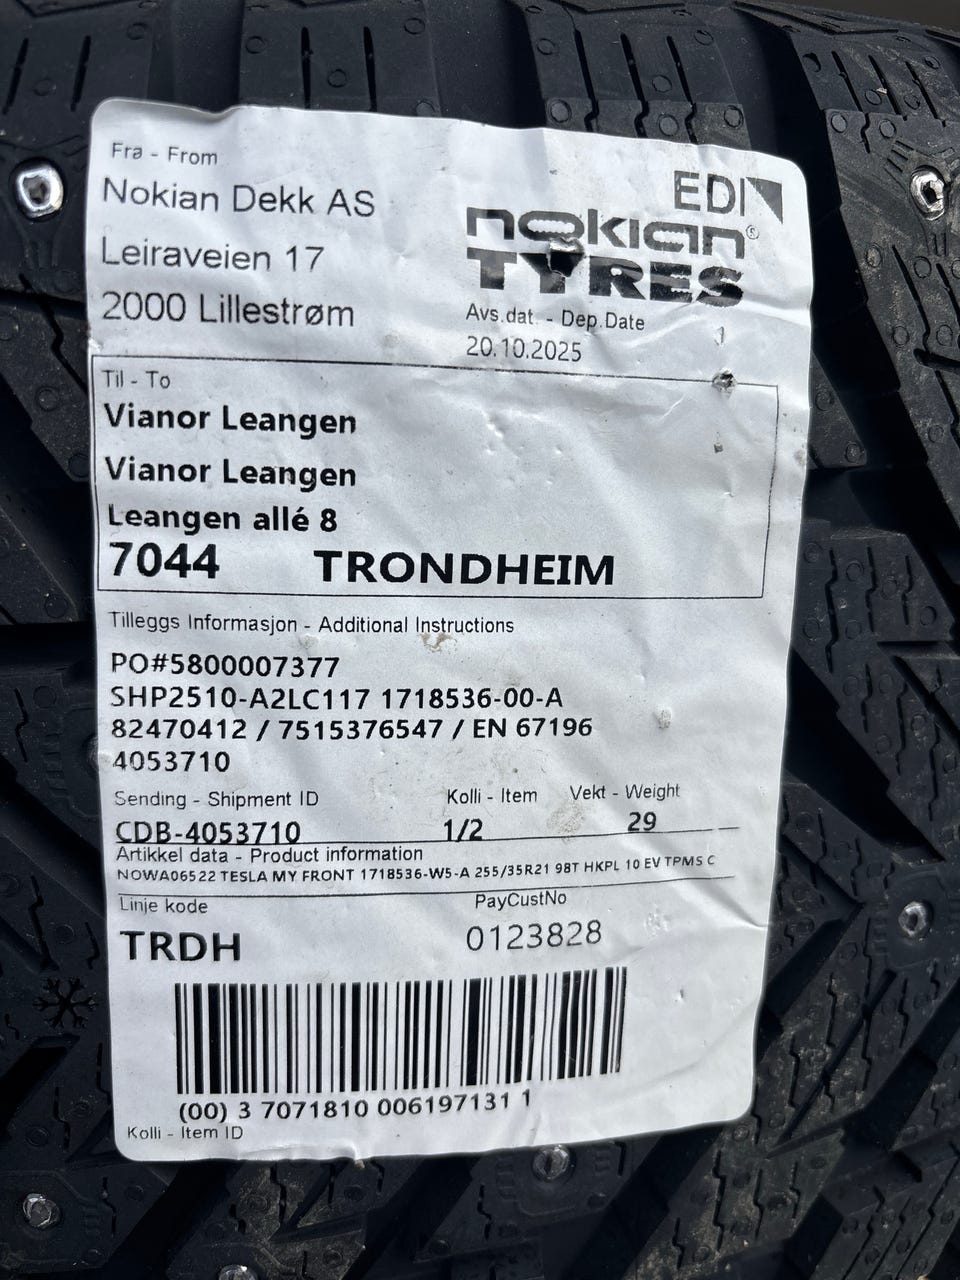 Fra - From
Nokian Dekk AS
Leiraveien 17
2000 Lillestrøm
EDI
nokian®
TYRES
Avs.dat. - Dep.Date
20.10.2025
Til - To
Vianor Leangen
Vianor Leangen
Leangen allé 8
7044 TRONDHEIM
Tilleggs Informasjon - Additional Instructions
PO#5800007377
SHP2510-A2LC117 1718536-00-A
82470412 / 7515376547 / EN 67196
4053710
Sending - Shipment ID Kolli - Item Vekt - Weight
CDB-4053710 1/2 29
Artikkel data - Product information
NOWA06522 TESLA MY FRONT 1718536-W5-A 255/35R21 98T HKPL 10 EV TPMS C
Linje kode PayCustNo
TRDH 0123828
(00) 3 7071810 006197131 1
Kolli - Item ID